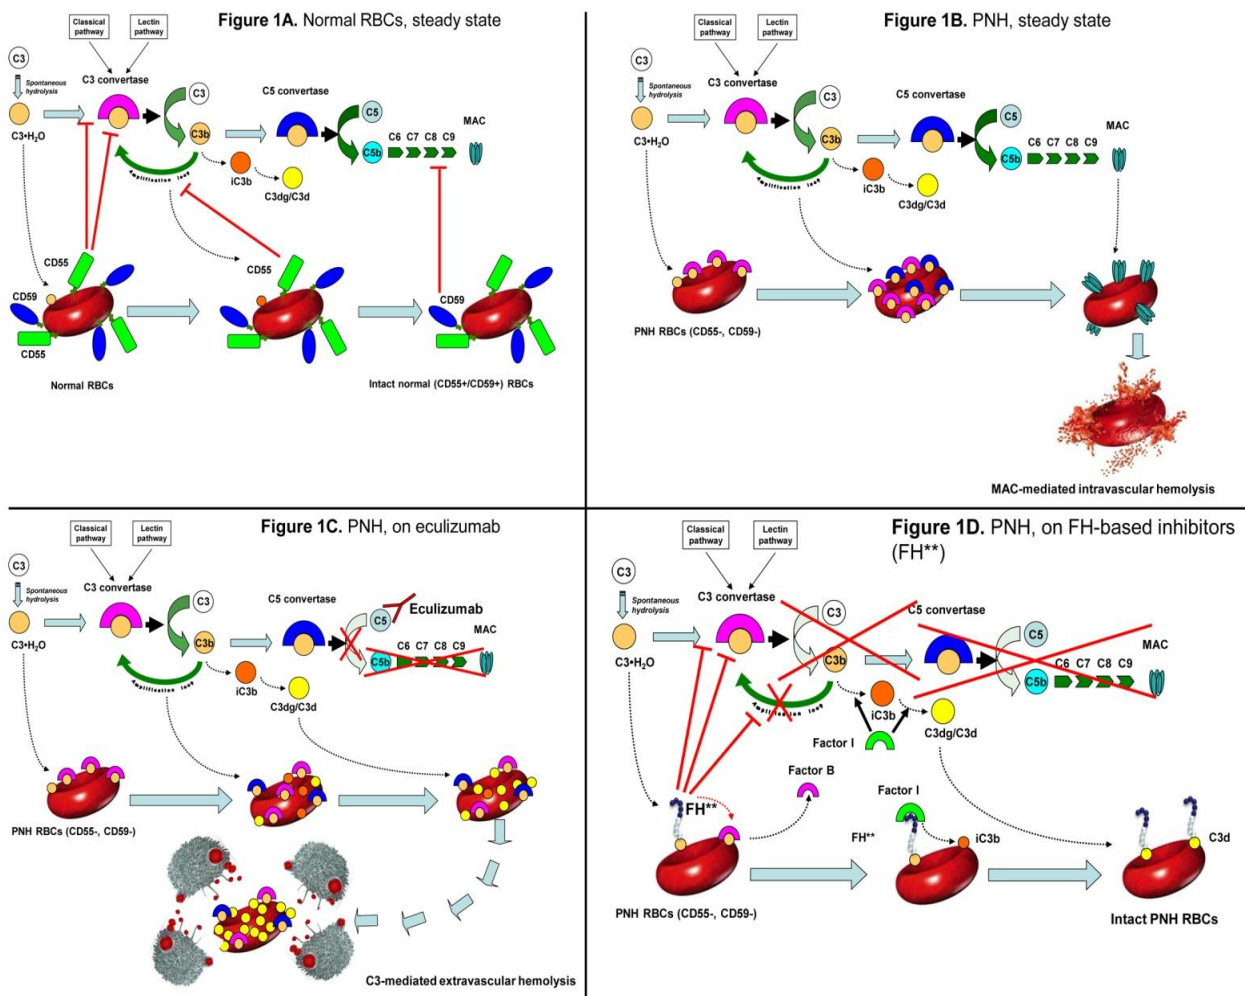 Figure 1A. Normal RBCs, steady state
Classical pathway
Lectin pathway
C3
Spontaneous hydrolysis
C3 convertase
C3
C5 convertase
C5
C3•H₂O
C3b
C5b
C6 C7 C8 C9
MAC
Amplification loop
iC3b
C3dg/C3d
CD55
CD55
CD59
CD59
CD55
Normal RBCs
Intact normal (CD55+/CD59+) RBCs
Figure 1B. PNH, steady state
Classical pathway
Lectin pathway
C3
Spontaneous hydrolysis
C3 convertase
C3
C5 convertase
C5
C3•H₂O
C3b
C5b
C6 C7 C8 C9
MAC
Amplification loop
iC3b
C3dg/C3d
PNH RBCs (CD55-, CD59-)
MAC-mediated intravascular hemolysis
Figure 1C. PNH, on eculizumab
Classical pathway
Lectin pathway
C3
Spontaneous hydrolysis
C3 convertase
C3
C5 convertase
C5
Eculizumab
C3•H₂O
C3b
C5b
C6 C7 C8 C9
MAC
Amplification loop
iC3b
C3dg/C3d
PNH RBCs (CD55-, CD59-)
C3-mediated extravascular hemolysis
Figure 1D. PNH, on FH-based inhibitors
(FH**)
Classical pathway
Lectin pathway
C3
Spontaneous hydrolysis
C3 convertase
C3
C5 convertase
C5
C3•H₂O
C3b
C5b
C6 C7 C8 C9
MAC
Amplification loop
iC3b
C3dg/C3d
Factor I
Factor B
Factor I
FH**
FH**
iC3b
C3d
PNH RBCs (CD55-, CD59-)
Intact PNH RBCs